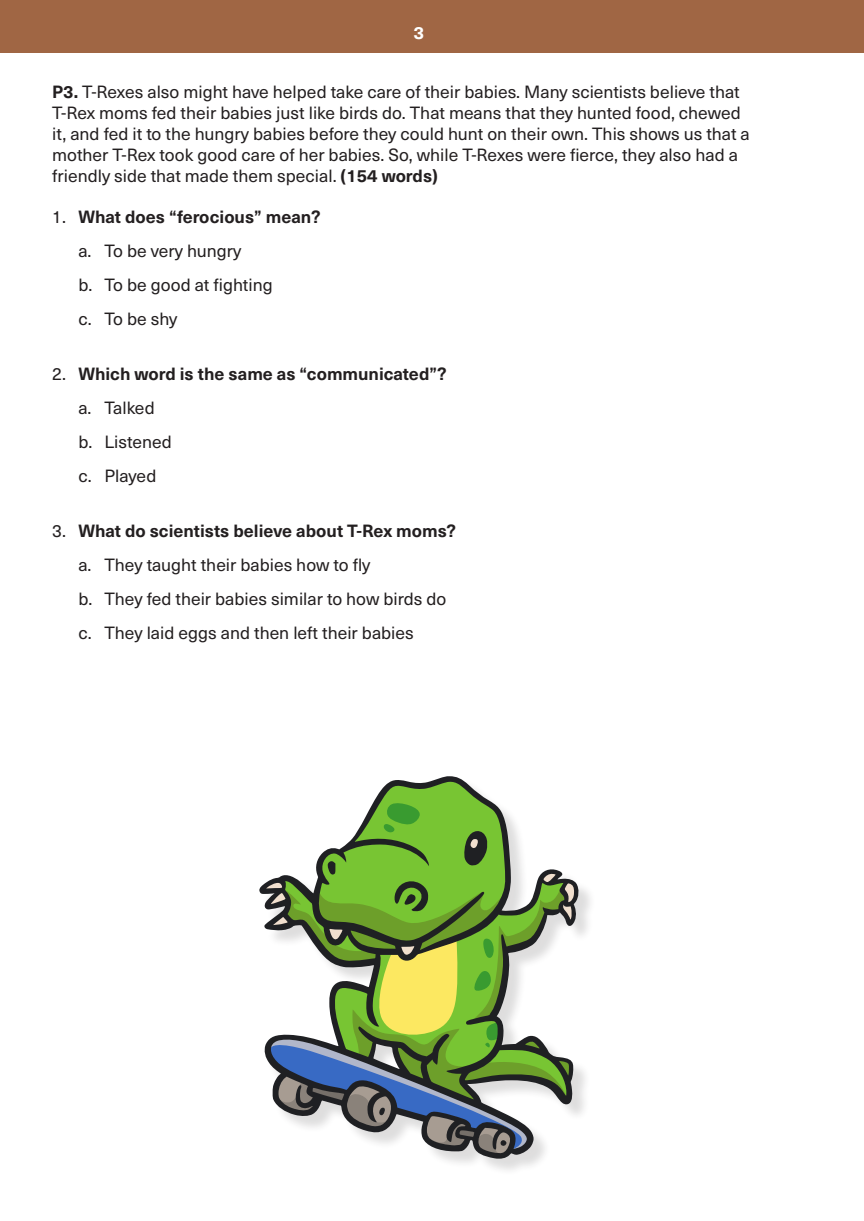 3
P3. T-Rexes also might have helped take care of their babies. Many scientists believe that
T-Rex moms fed their babies just like birds do. That means that they hunted food, chewed
it, and fed it to the hungry babies before they could hunt on their own. This shows us that a
mother T-Rex took good care of her babies. So, while T-Rexes were fierce, they also had a
friendly side that made them special. (154 words)
1. What does “ferocious” mean?
a. To be very hungry
b. To be good at fighting
c. To be shy
2. Which word is the same as “communicated”?
a. Talked
b. Listened
c. Played
3. What do scientists believe about T-Rex moms?
a. They taught their babies how to fly
b. They fed their babies similar to how birds do
c. They laid eggs and then left their babies